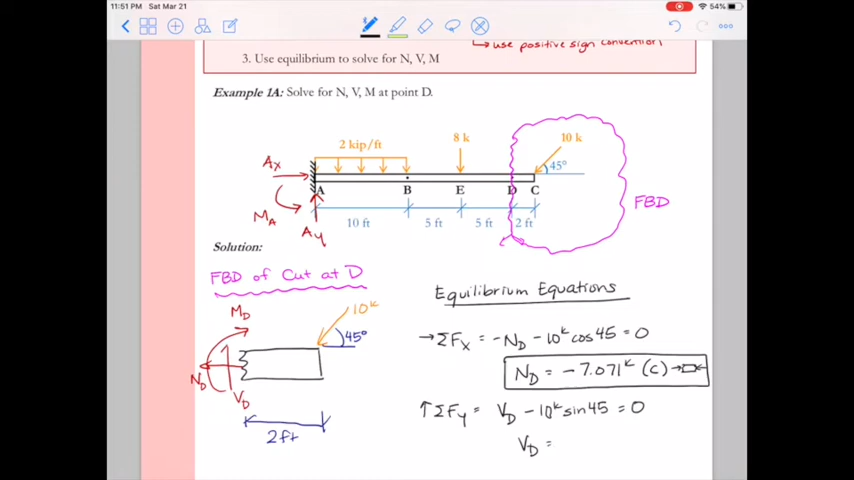 11:51 PM Sat Mar 21
54%
↳ use positive sign convention!
3. Use equilibrium to solve for N, V, M
Example 1A: Solve for N, V, M at point D.
2 kip/ft
8 k
10 k
45°
Ax
A
B
E
D
C
MA
Ay
10 ft
5 ft
5 ft
2 ft
FBD
Solution:
FBD of Cut at D
MD
10k
45°
ND
VD
2ft
Equilibrium Equations
→ΣFx = -ND - 10k cos45 = 0
ND = -7.071k (C) →□←
↑ΣFy = VD - 10k sin45 = 0
VD =